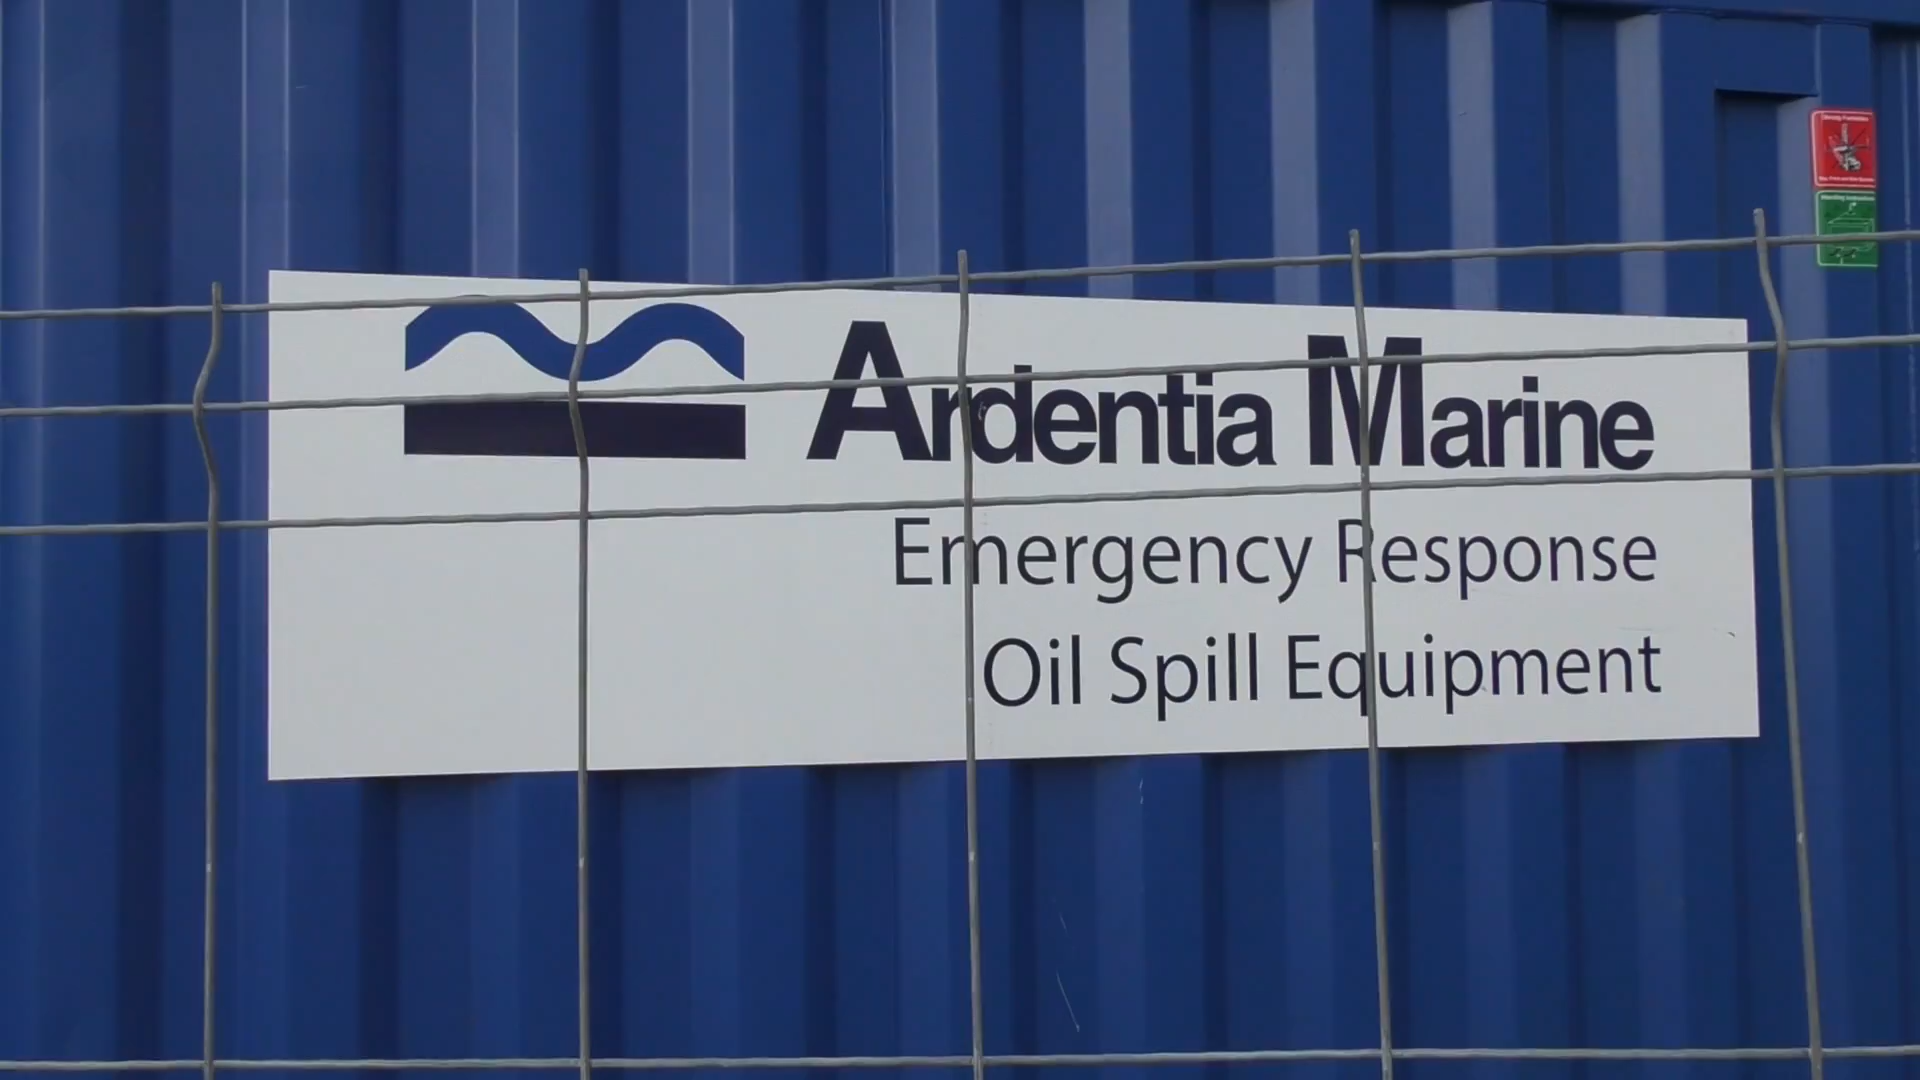 Ardentia Marine
Emergency Response
Oil Spill Equipment